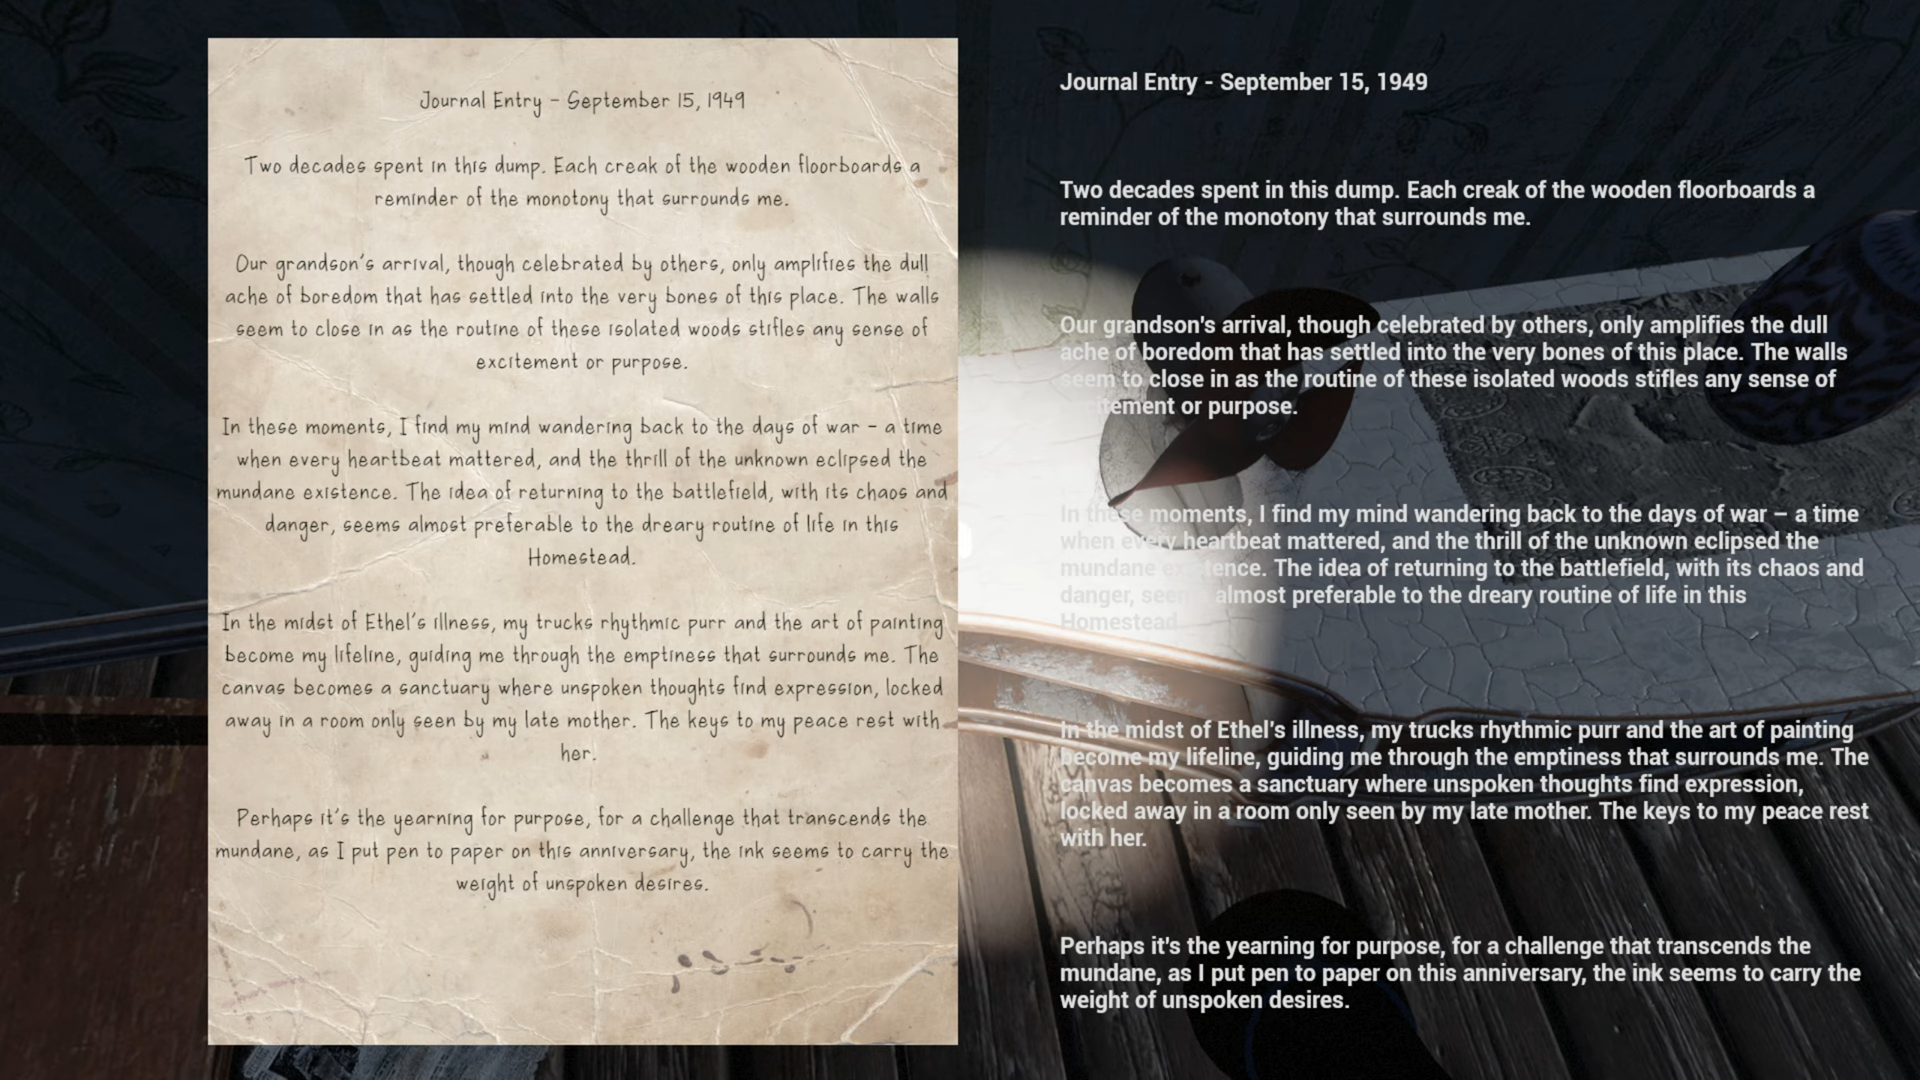 Journal Entry - September 15, 1949
Two decades spent in this dump. Each creak of the wooden floorboards a
reminder of the monotony that surrounds me.
Our grandson's arrival, though celebrated by others, only amplifies the dull
ache of boredom that has settled into the very bones of this place. The walls
seem to close in as the routine of these isolated woods stifles any sense of
excitement or purpose.
In these moments, I find my mind wandering back to the days of war – a time
when every heartbeat mattered, and the thrill of the unknown eclipsed the
mundane existence. The idea of returning to the battlefield, with its chaos and
danger, seems almost preferable to the dreary routine of life in this
Homestead.
In the midst of Ethel's illness, my trucks rhythmic purr and the art of painting
become my lifeline, guiding me through the emptiness that surrounds me. The
canvas becomes a sanctuary where unspoken thoughts find expression, locked
away in a room only seen by my late mother. The keys to my peace rest with
her.
Perhaps it's the yearning for purpose, for a challenge that transcends the
mundane, as I put pen to paper on this anniversary, the ink seems to carry the
weight of unspoken desires.
Journal Entry - September 15, 1949
Two decades spent in this dump. Each creak of the wooden floorboards a
reminder of the monotony that surrounds me.
Our grandson's arrival, though celebrated by others, only amplifies the dull
ache of boredom that has settled into the very bones of this place. The walls
seem to close in as the routine of these isolated woods stifles any sense of
excitement or purpose.
In these moments, I find my mind wandering back to the days of war – a time
when every heartbeat mattered, and the thrill of the unknown eclipsed the
mundane existence. The idea of returning to the battlefield, with its chaos and
danger, seems almost preferable to the dreary routine of life in this
Homestead
In the midst of Ethel's illness, my trucks rhythmic purr and the art of painting
become my lifeline, guiding me through the emptiness that surrounds me. The
canvas becomes a sanctuary where unspoken thoughts find expression,
locked away in a room only seen by my late mother. The keys to my peace rest
with her.
Perhaps it's the yearning for purpose, for a challenge that transcends the
mundane, as I put pen to paper on this anniversary, the ink seems to carry the
weight of unspoken desires.